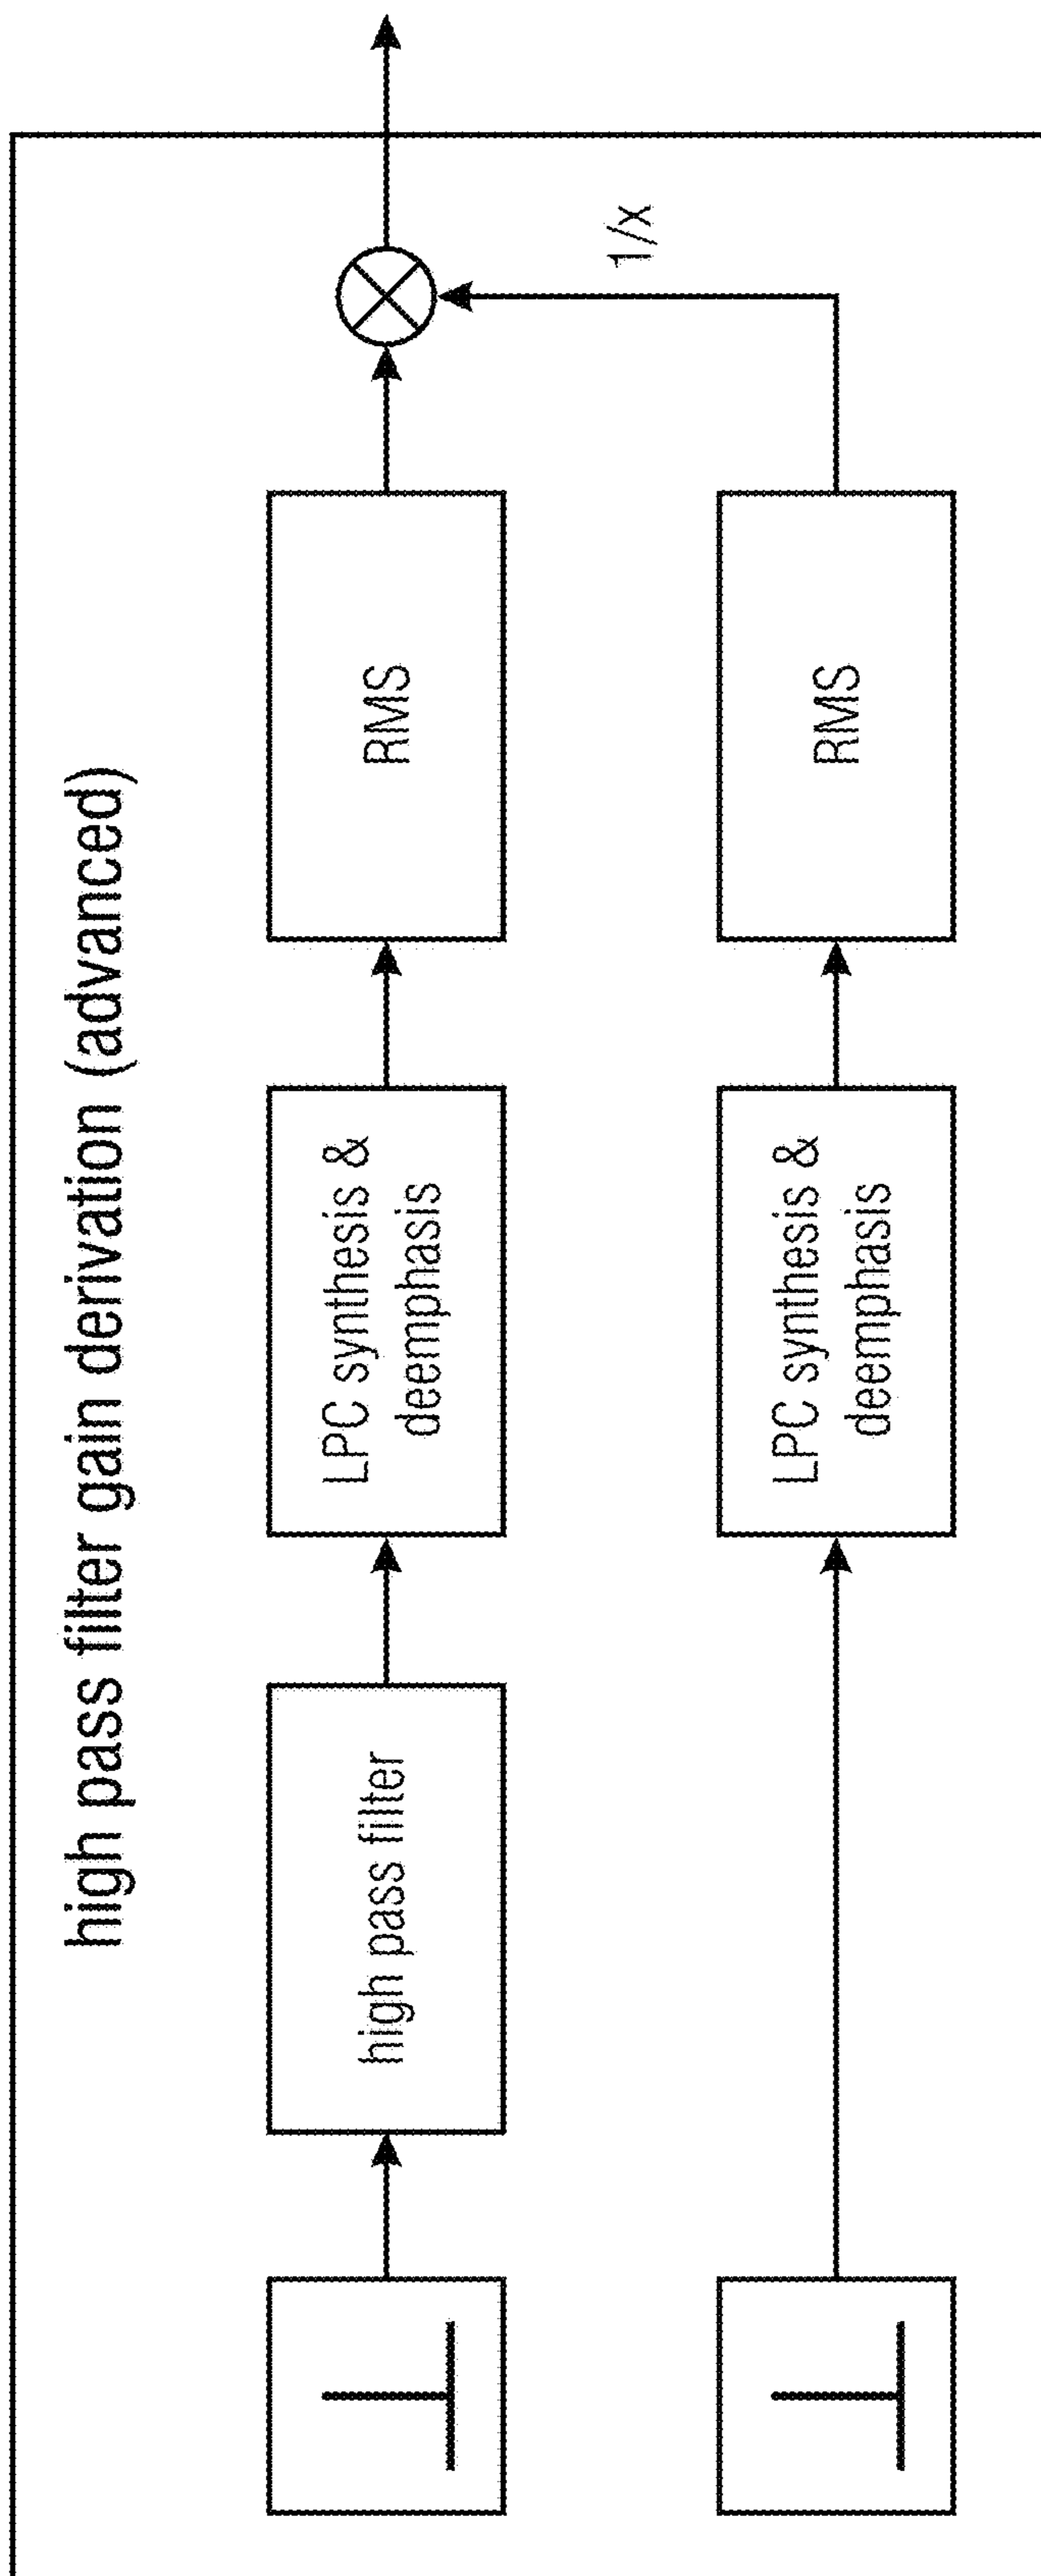 high pass filter gain derivation (advanced)
high pass filter
LPC synthesis &
deemphasis
RMS
1/x
LPC synthesis &
deemphasis
RMS